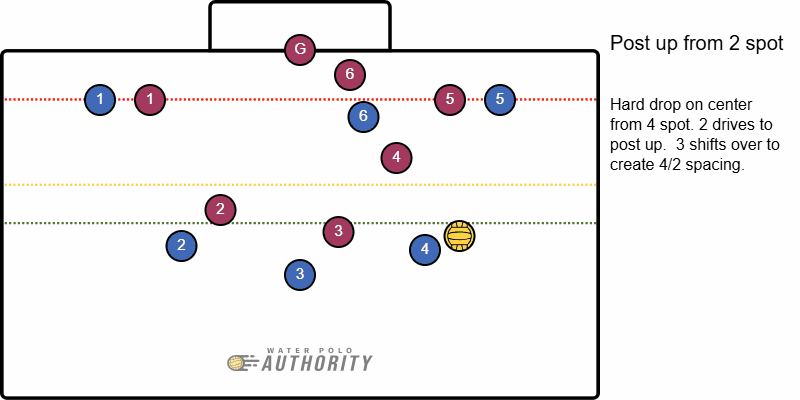 G
Post up from 2 spot
6
1
1
5
5
Hard drop on center
from 4 spot. 2 drives to
post up.  3 shifts over to
create 4/2 spacing.
6
4
2
3
2
4
3
WATER POLO
AUTHORITY